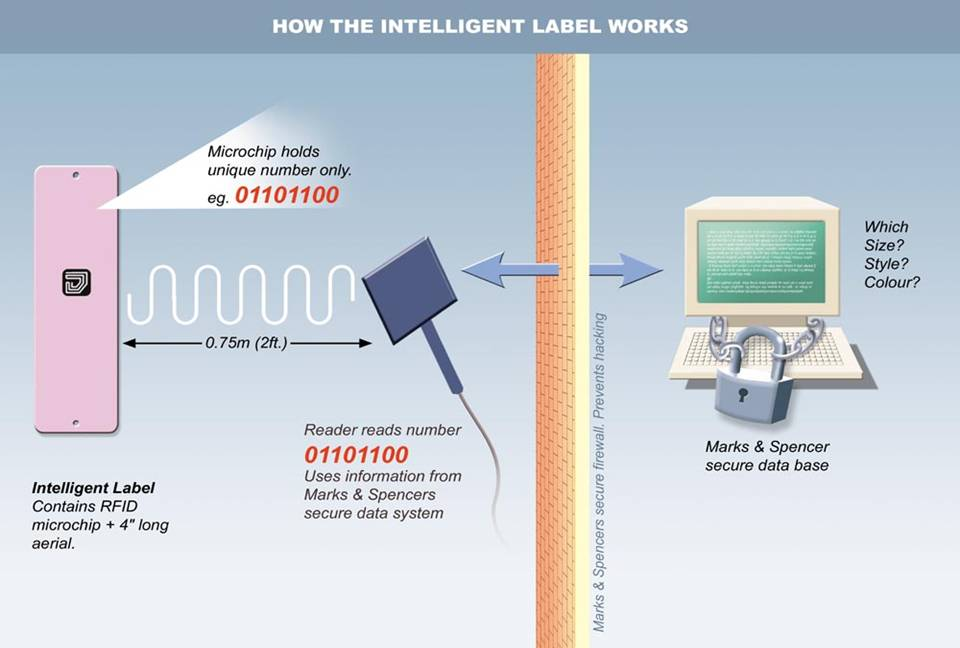 HOW THE INTELLIGENT LABEL WORKS
Microchip holds
unique number only.
eg. 01101100
0.75m (2ft.)
Reader reads number
01101100
Uses information from
Marks & Spencers
secure data system
Intelligent Label
Contains RFID
microchip + 4" long
aerial.
Marks & Spencers secure firewall. Prevents hacking
Which
Size?
Style?
Colour?
Marks & Spencer
secure data base